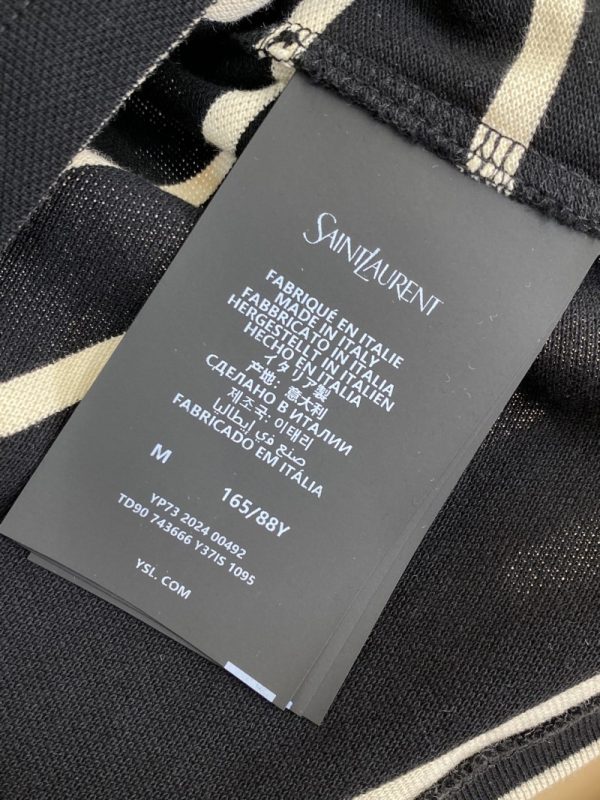 SAINT LAURENT
FABRIQUÉ EN ITALIE
MADE IN ITALY
FABBRICATO IN ITALIA
HERGESTELLT IN ITALIEN
HECHO EN ITALIA
イタリア製
产地: 意大利
СДЕЛАНО В ИТАЛИИ
제조국: 이태리
صنع في إيطاليا
FABRICADO EM ITÁLIA
M 165/88Y
YP73 2024 00492
TD90 743666 Y37IS 1095
YSL. COM